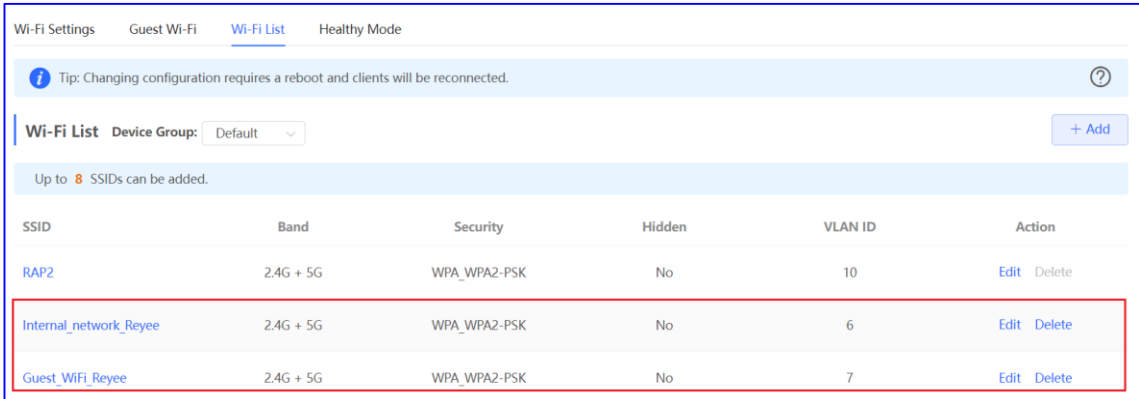 Wi-Fi Settings Guest Wi-Fi Wi-Fi List Healthy Mode
Tip: Changing configuration requires a reboot and clients will be reconnected.
Wi-Fi List Device Group: Default + Add
Up to 8 SSIDs can be added.
SSID Band Security Hidden VLAN ID Action
RAP2 2.4G + 5G WPA_WPA2-PSK No 10 Edit Delete
Internal_network_Reyee 2.4G + 5G WPA_WPA2-PSK No 6 Edit Delete
Guest_WiFi_Reyee 2.4G + 5G WPA_WPA2-PSK No 7 Edit Delete